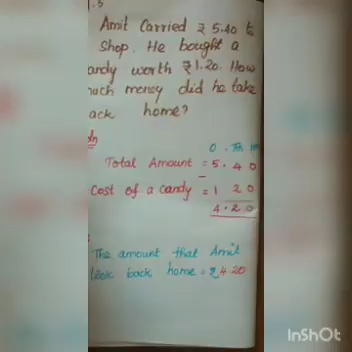 .5
Amit Carried ₹ 5.40 to
Shop. He bought a
andy worth ₹1.20. How
uch money did he take
ack home?
O . Th H
Total Amount = 5 . 4 0
Cost of a candy = 1 2 0
4 . 2 0
The amount that Amit
took back home = ₹ 4.20
InShOt